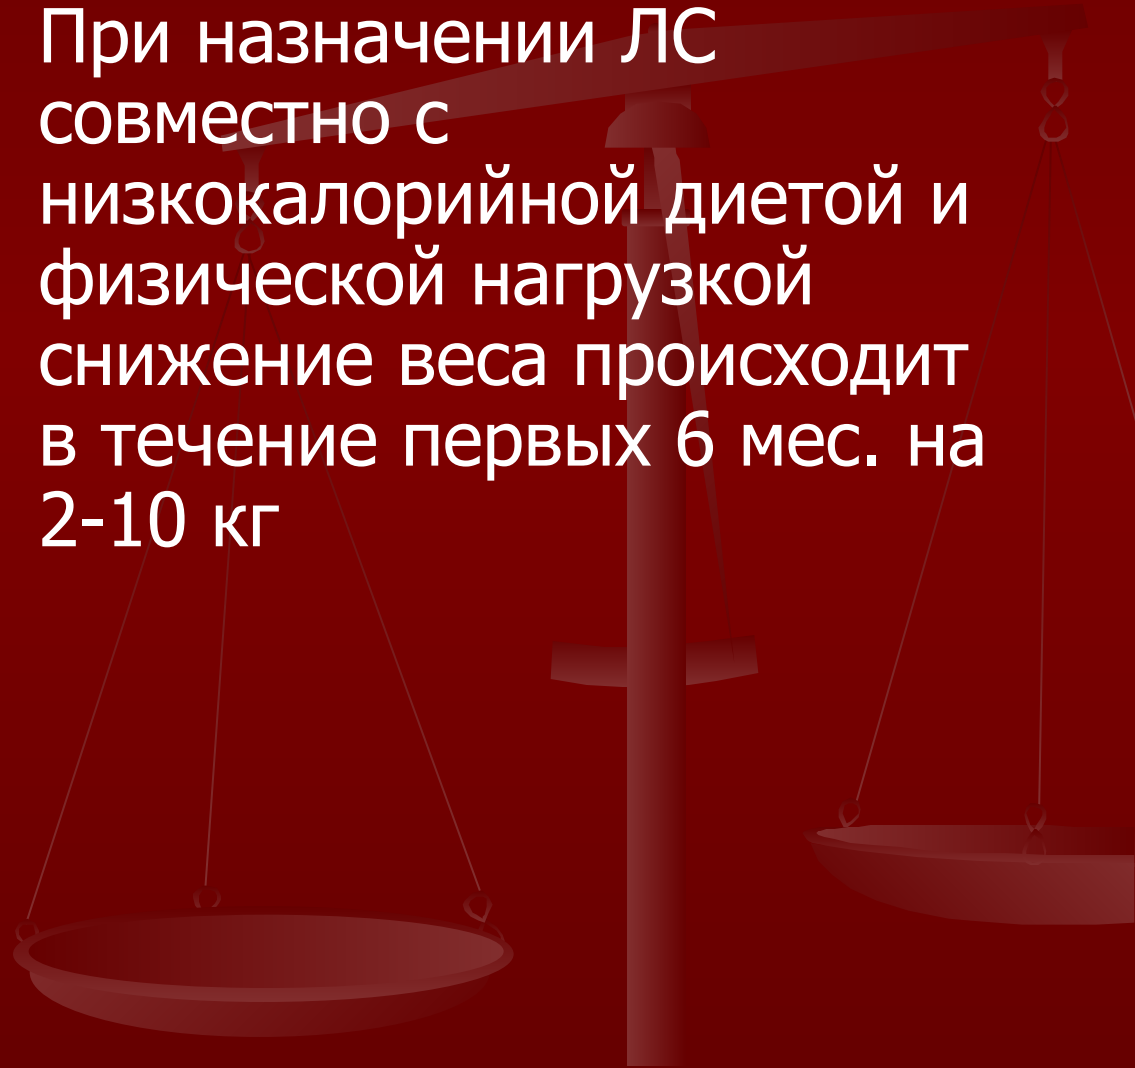 При назначении ЛС
совместно с
низкокалорийной диетой и
физической нагрузкой
снижение веса происходит
в течение первых 6 мес. на
2-10 кг